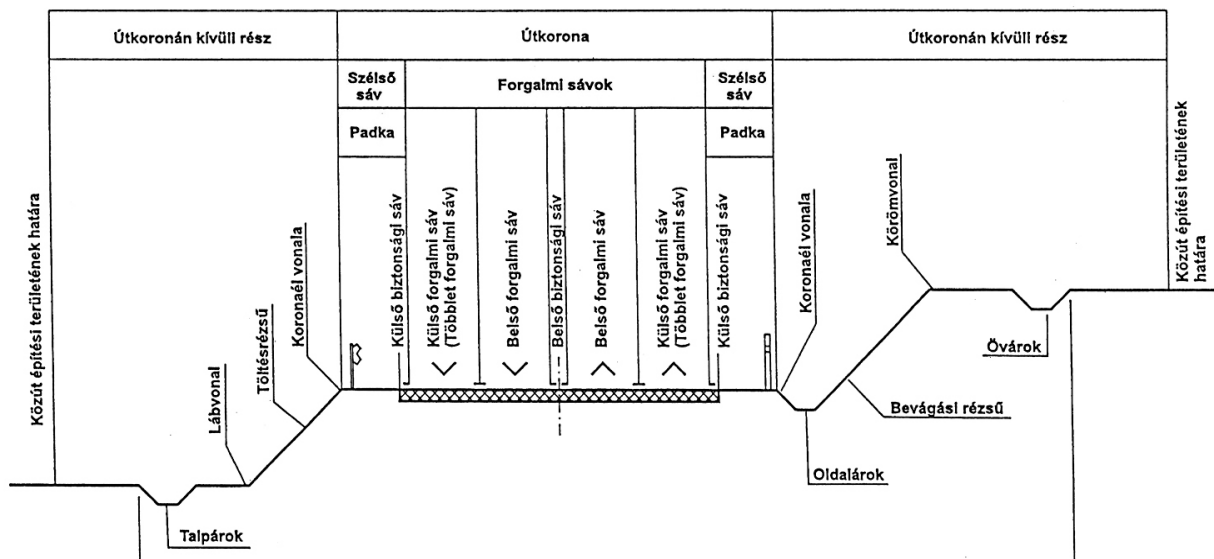 Útkoronán kívüli rész
Útkorona
Útkoronán kívüli rész
Szélső
sáv
Forgalmi sávok
Szélső
sáv
Padka
Padka
Közút építési területének határa
Lábvonal
Töltésrézsű
Koronaél vonala
Külső biztonsági sáv
Külső forgalmi sáv
(Többlet forgalmi sáv)
Belső forgalmi sáv
Belső biztonsági sáv
Belső forgalmi sáv
Külső forgalmi sáv
(Többlet forgalmi sáv)
Külső biztonsági sáv
Koronaél vonala
Körömvonal
Közút építési területének
határa
Övárok
Bevágási rézsű
Oldalárok
Talpárok